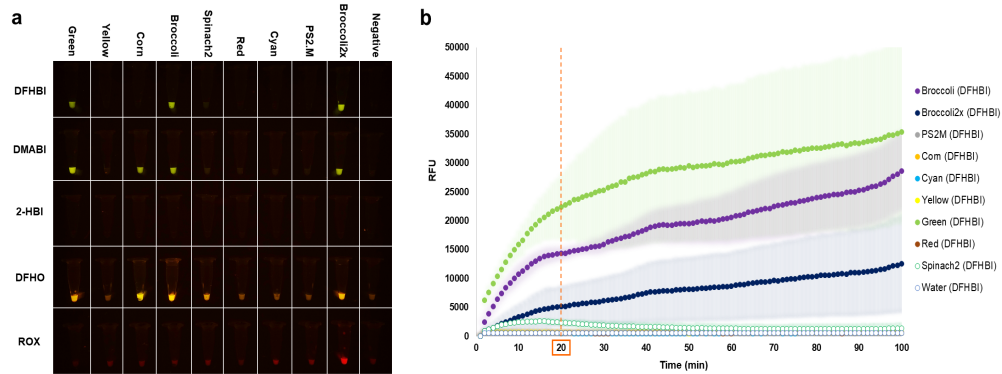 a
Green
Yellow
Corn
Broccoli
Spinach2
Red
Cyan
PS2.M
Broccoli2x
Negative
DFHBI
DMABI
2-HBI
DFHO
ROX
b
50000
45000
40000
35000
30000
25000
20000
15000
10000
5000
0
RFU
0
10
20
30
40
50
60
70
80
90
100
Time (min)
Broccoli (DFHBI)
Broccoli2x (DFHBI)
PS2M (DFHBI)
Corn (DFHBI)
Cyan (DFHBI)
Yellow (DFHBI)
Green (DFHBI)
Red (DFHBI)
Spinach2 (DFHBI)
Water (DFHBI)